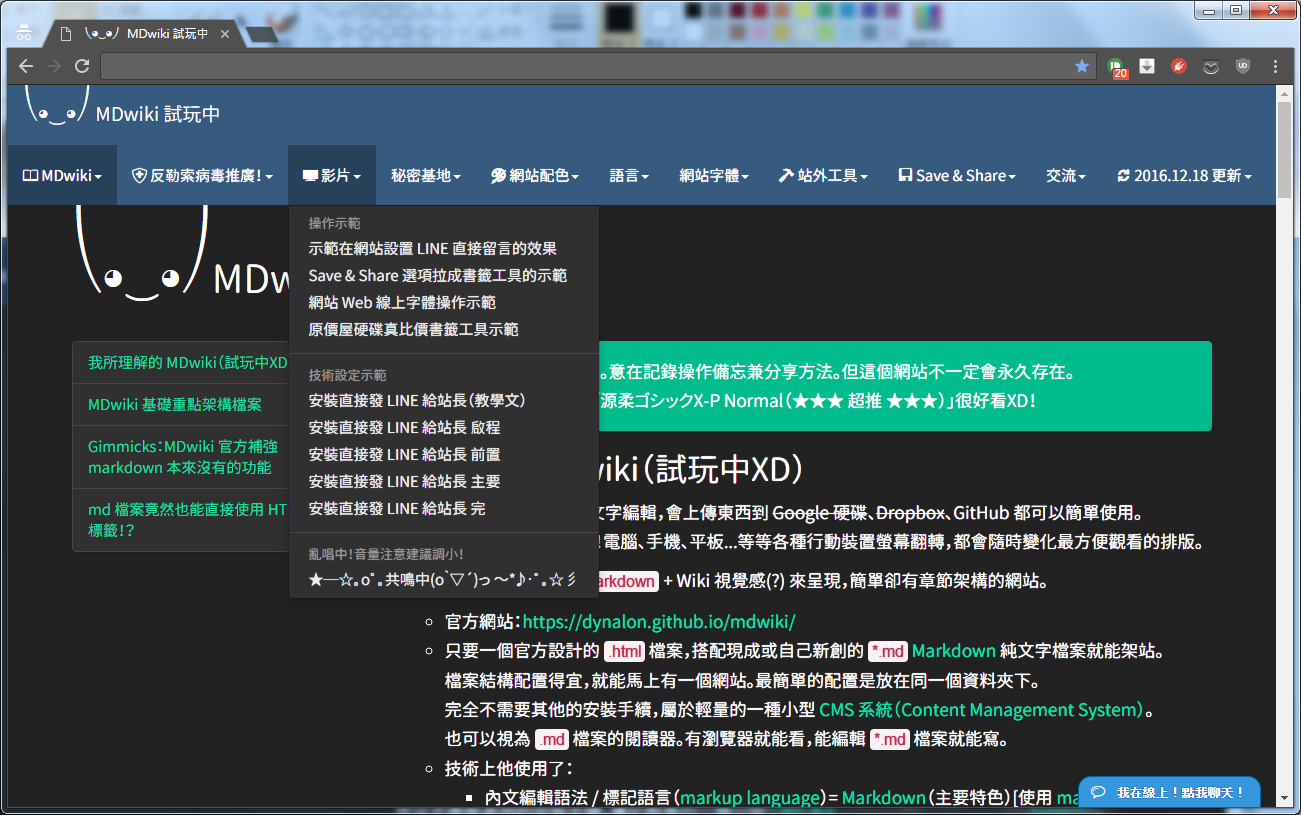 MDwiki 試玩中
20
MDwiki 試玩中
MDwiki
反勒索病毒推廣！
影片
秘密基地
網站配色
語言
網站字體
站外工具
Save & Share
交流
2016.12.18 更新
MDw
操作示範
示範在網站設置 LINE 直接留言的效果
Save & Share 選項拉成書籤工具的示範
網站 Web 線上字體操作示範
原價屋硬碟真比價書籤工具示範
技術設定示範
安裝直接發 LINE 給站長（教學文）
安裝直接發 LINE 給站長 啟程
安裝直接發 LINE 給站長 前置
安裝直接發 LINE 給站長 主要
安裝直接發 LINE 給站長 完
亂唱中！音量注意建議調小！
★─☆｡oﾟ｡共鳴中(o`▽´)っ～*♪･ﾟ｡☆彡
我所理解的 MDwiki（試玩中XD
MDwiki 基礎重點架構檔案
Gimmicks：MDwiki 官方補強
markdown 本來沒有的功能
md 檔案竟然也能直接使用 HT
標籤！？
。意在記錄操作備忘兼分享方法。但這個網站不一定會永久存在。
源柔ゴシックX-P Normal（★★★ 超推 ★★★）」很好看XD！
wiki（試玩中XD）
文字編輯，會上傳東西到 Google 硬碟、Dropbox、GitHub 都可以簡單使用。
！電腦、手機、平板...等等各種行動裝置螢幕翻轉，都會隨時變化最方便觀看的排版。
arkdown + Wiki 視覺感(?) 來呈現，簡單卻有章節架構的網站。
官方網站：https://dynalon.github.io/mdwiki/
只要一個官方設計的 .html 檔案，搭配現成或自己新創的 *.md Markdown 純文字檔案就能架站。
檔案結構配置得宜，就能馬上有一個網站。最簡單的配置是放在同一個資料夾下。
完全不需要其他的安裝手續，屬於輕量的一種小型 CMS 系統（Content Management System）。
也可以視為 .md 檔案的閱讀器。有瀏覽器就能看，能編輯 *.md 檔案就能寫。
技術上他使用了：
內文編輯語法 / 標記語言（markup language）= Markdown（主要特色）[使用 ma
我在線上！點我聊天！